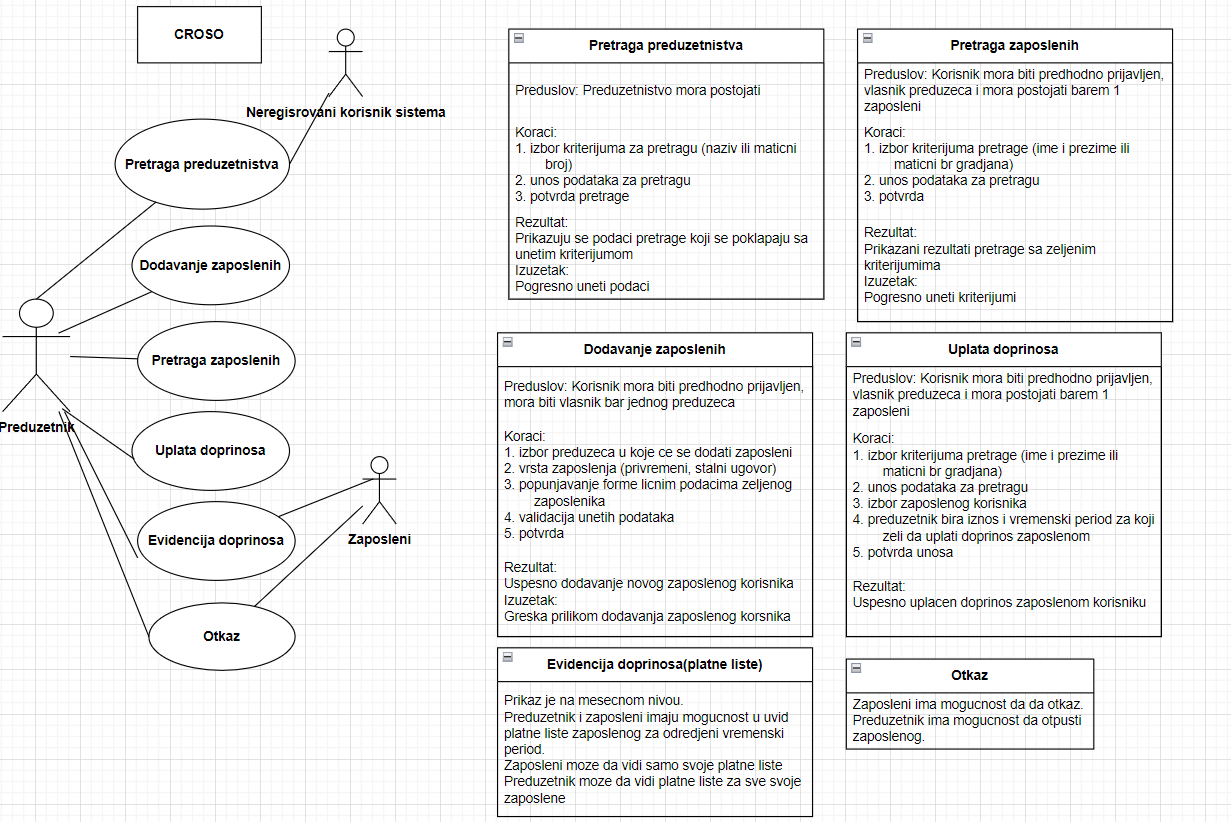 CROSO
Neregisrovani korisnik sistema
Pretraga preduzetnistva
Dodavanje zaposlenih
Pretraga zaposlenih
Preduzetnik
Uplata doprinosa
Evidencija doprinosa
Zaposleni
Otkaz
Pretraga preduzetnistva
Preduslov: Preduzetnistvo mora postojati
Koraci:
1. izbor kriterijuma za pretragu (naziv ili maticni
broj)
2. unos podataka za pretragu
3. potvrda pretrage
Rezultat:
Prikazuju se podaci pretrage koji se poklapaju sa
unetim kriterijumom
Izuzetak:
Pogresno uneti podaci
Pretraga zaposlenih
Preduslov: Korisnik mora biti predhodno prijavljen,
vlasnik preduzeca i mora postojati barem 1
zaposleni
Koraci:
1. izbor kriterijuma pretrage (ime i prezime ili
maticni br gradjana)
2. unos podataka za pretragu
3. potvrda
Rezultat:
Prikazani rezultati pretrage sa zeljenim
kriterijumima
Izuzetak:
Pogresno uneti kriterijumi
Dodavanje zaposlenih
Preduslov: Korisnik mora biti predhodno prijavljen,
mora biti vlasnik bar jednog preduzeca
Koraci:
1. izbor preduzeca u koje ce se dodati zaposleni
2. vrsta zaposlenja (privremeni, stalni ugovor)
3. popunjavanje forme licnim podacima zeljenog
zaposlenika
4. validacija unetih podataka
5. potvrda
Rezultat:
Uspesno dodavanje novog zaposlenog korisnika
Izuzetak:
Greska prilikom dodavanja zaposlenog korsnika
Uplata doprinosa
Preduslov: Korisnik mora biti predhodno prijavljen,
vlasnik preduzeca i mora postojati barem 1
zaposleni
Koraci:
1. izbor kriterijuma pretrage (ime i prezime ili
maticni br gradjana)
2. unos podataka za pretragu
3. izbor zaposlenog korisnika
4. preduzetnik bira iznos i vremenski period za koji
zeli da uplati doprinos zaposlenom
5. potvrda unosa
Rezultat:
Uspesno uplacen doprinos zaposlenom korisniku
Evidencija doprinosa(platne liste)
Prikaz je na mesecnom nivou.
Preduzetnik i zaposleni imaju mogucnost u uvid
platne liste zaposlenog za odredjeni vremenski
period.
Zaposleni moze da vidi samo svoje platne liste
Preduzetnik moze da vidi platne liste za sve svoje
zaposlene
Otkaz
Zaposleni ima mogucnost da da otkaz.
Preduzetnik ima mogucnost da otpusti
zaposlenog.